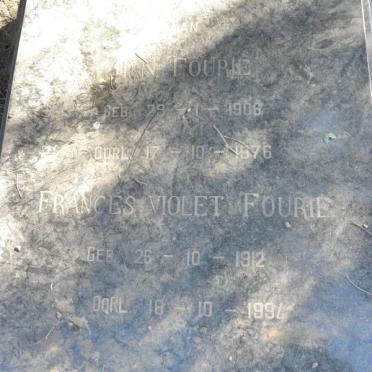 FOURIE
GEB 29 - 1 - 1908
OORL 17 - 10 - 1976
FRANCES VIOLET FOURIE
GEB 26 - 10 - 1912
OORL 18 - 10 -